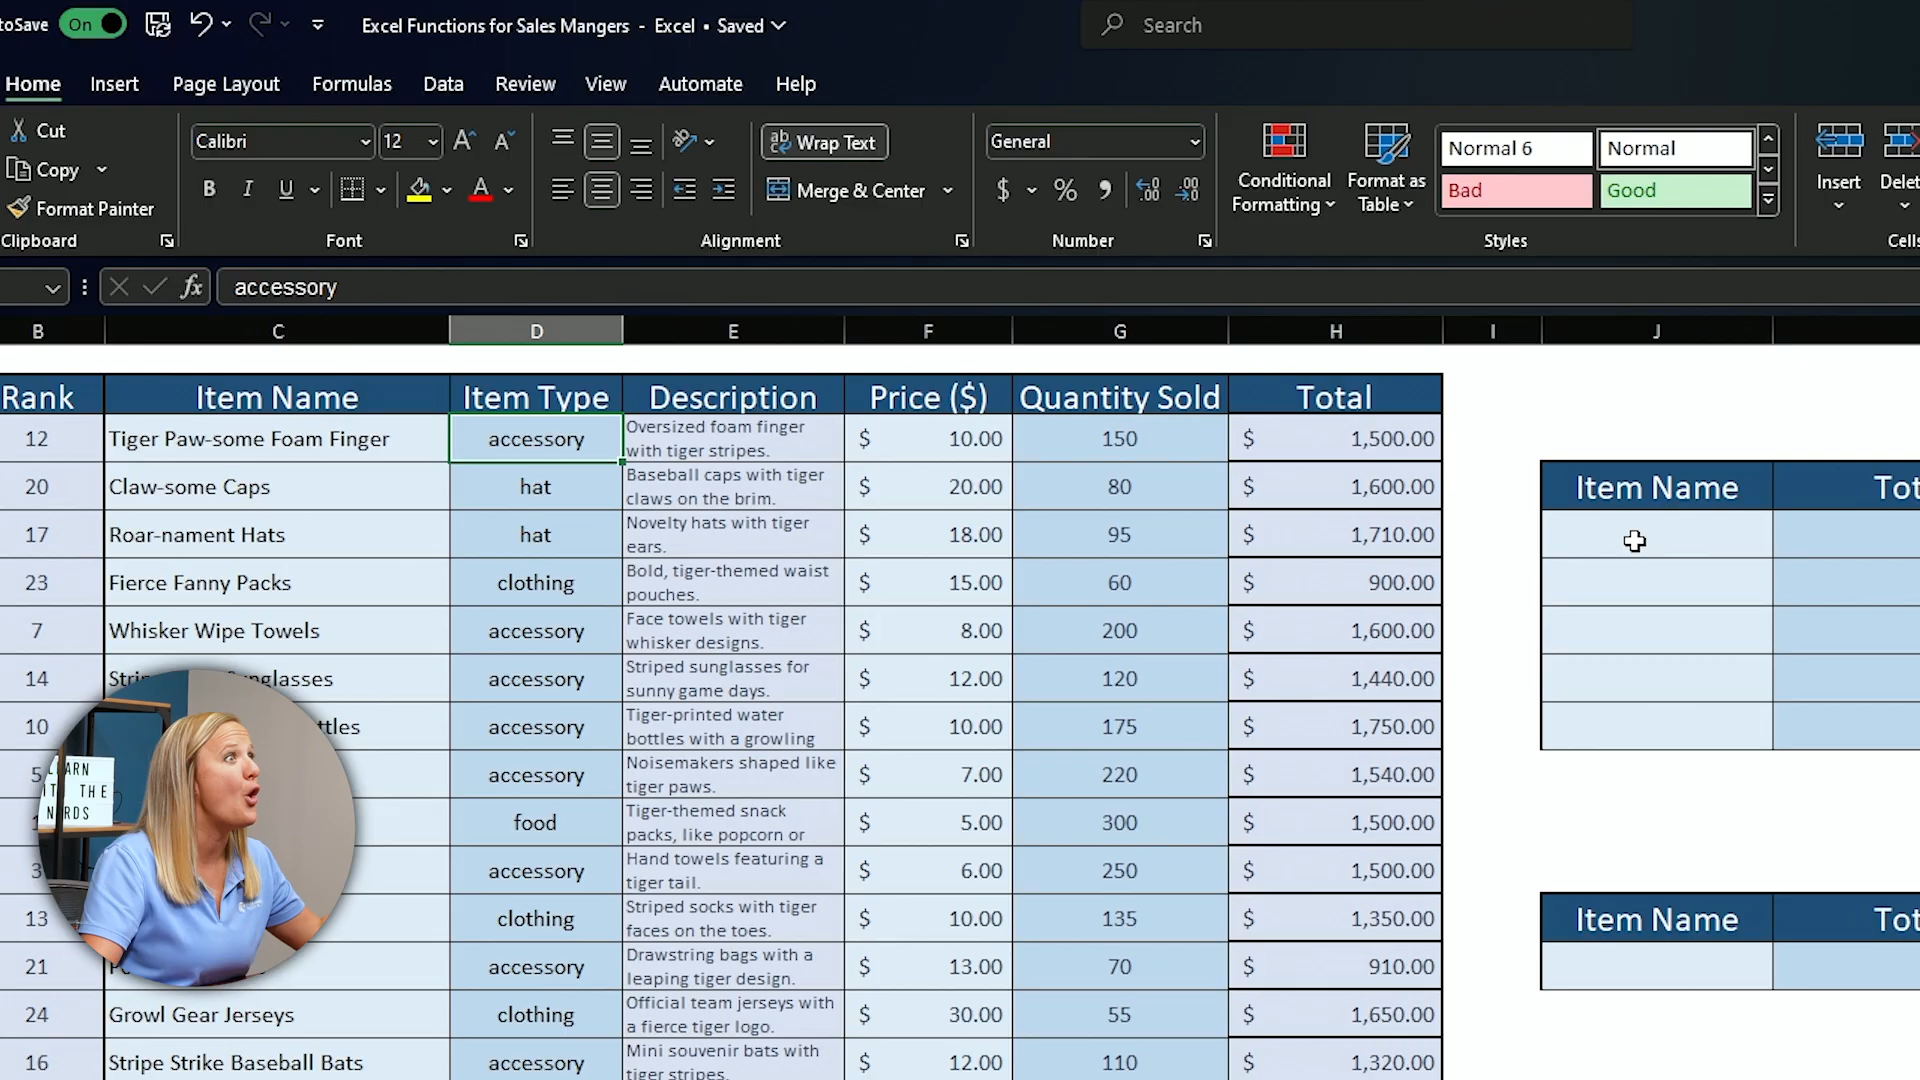 toSave On Excel Functions for Sales Mangers - Excel • Saved Search
Home Insert Page Layout Formulas Data Review View Automate Help
Cut
Copy
Format Painter
Clipboard
Calibri 12
B I U A
Font
ab Wrap Text
Merge & Center
Alignment
General
$ % 9
Number
Conditional
Formatting
Format as
Table
Normal 6 Normal
Bad Good
Styles
Insert Delet
Cells
fx accessory
B C D E F G H I J
Rank Item Name Item Type Description Price ($) Quantity Sold Total
12 Tiger Paw-some Foam Finger accessory Oversized foam finger with tiger stripes. $ 10.00 150 $ 1,500.00
20 Claw-some Caps hat Baseball caps with tiger claws on the brim. $ 20.00 80 $ 1,600.00
17 Roar-nament Hats hat Novelty hats with tiger ears. $ 18.00 95 $ 1,710.00
23 Fierce Fanny Packs clothing Bold, tiger-themed waist pouches. $ 15.00 60 $ 900.00
7 Whisker Wipe Towels accessory Face towels with tiger whisker designs. $ 8.00 200 $ 1,600.00
14 accessory Striped sunglasses for sunny game days. $ 12.00 120 $ 1,440.00
10 ttles accessory Tiger-printed water bottles with a growling $ 10.00 175 $ 1,750.00
5 accessory Noisemakers shaped like tiger paws. $ 7.00 220 $ 1,540.00
food Tiger-themed snack packs, like popcorn or $ 5.00 300 $ 1,500.00
3 accessory Hand towels featuring a tiger tail. $ 6.00 250 $ 1,500.00
13 clothing Striped socks with tiger faces on the toes. $ 10.00 135 $ 1,350.00
21 accessory Drawstring bags with a leaping tiger design. $ 13.00 70 $ 910.00
24 Growl Gear Jerseys clothing Official team jerseys with a fierce tiger logo. $ 30.00 55 $ 1,650.00
16 Stripe Strike Baseball Bats accessory Mini souvenir bats with tiger stripes. $ 12.00 110 $ 1,320.00
Item Name Tot
Item Name Tot
LEARN
IT THE
NERDS